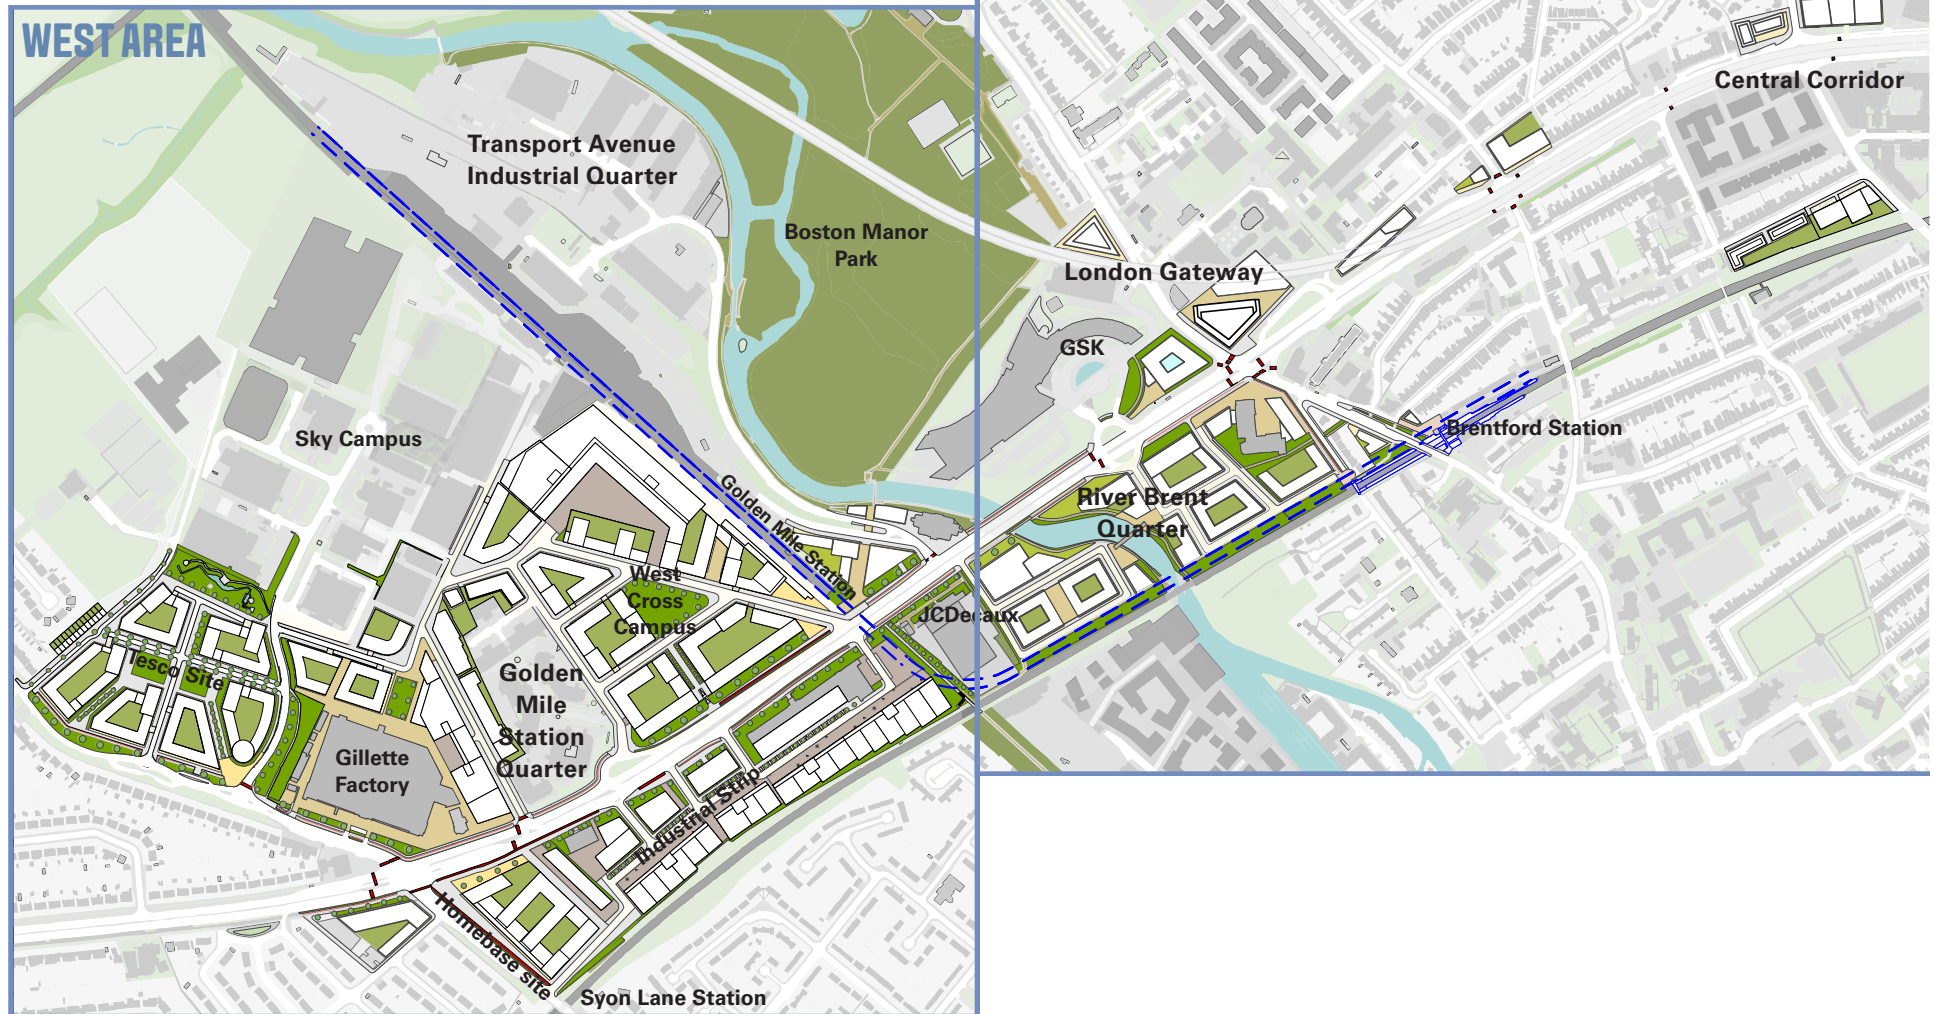 WEST AREA
Central Corridor
Transport Avenue
Industrial Quarter
Boston Manor
Park
London Gateway
GSK
Sky Campus
Brentford Station
Golden Mile Station
River Brent
Quarter
West
Cross
Campus
JCDecaux
Tesco Site
Golden
Mile
Station
Quarter
Gillette
Factory
Industrial Strip
Homebase site
Syon Lane Station